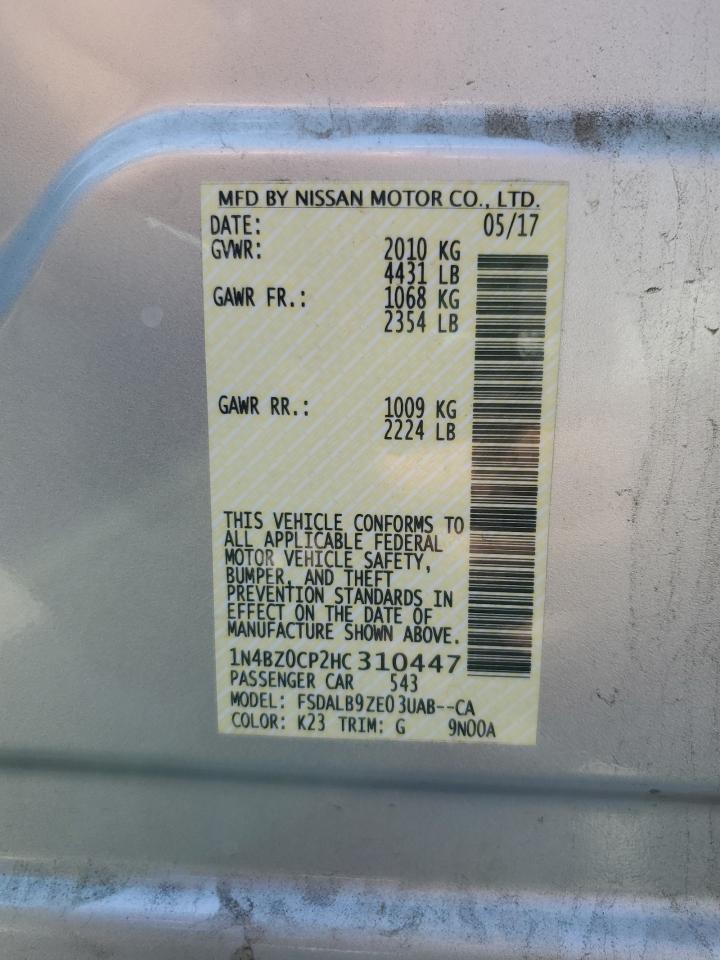 MFD BY NISSAN MOTOR CO., LTD.
DATE: 05/17
GVWR: 2010 KG
4431 LB
GAWR FR.: 1068 KG
2354 LB
GAWR RR.: 1009 KG
2224 LB
THIS VEHICLE CONFORMS TO
ALL APPLICABLE FEDERAL
MOTOR VEHICLE SAFETY,
BUMPER, AND THEFT
PREVENTION STANDARDS IN
EFFECT ON THE DATE OF
MANUFACTURE SHOWN ABOVE.
1N4BZ0CP2HC 310447
PASSENGER CAR 543
MODEL: FSDALB9ZE03UAB--CA
COLOR: K23 TRIM: G 9N00A